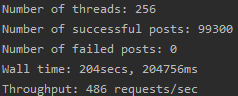 Number of threads: 256
Number of successful posts: 99300
Number of failed posts: 0
Wall time: 204secs, 204756ms
Throughput: 486 requests/sec